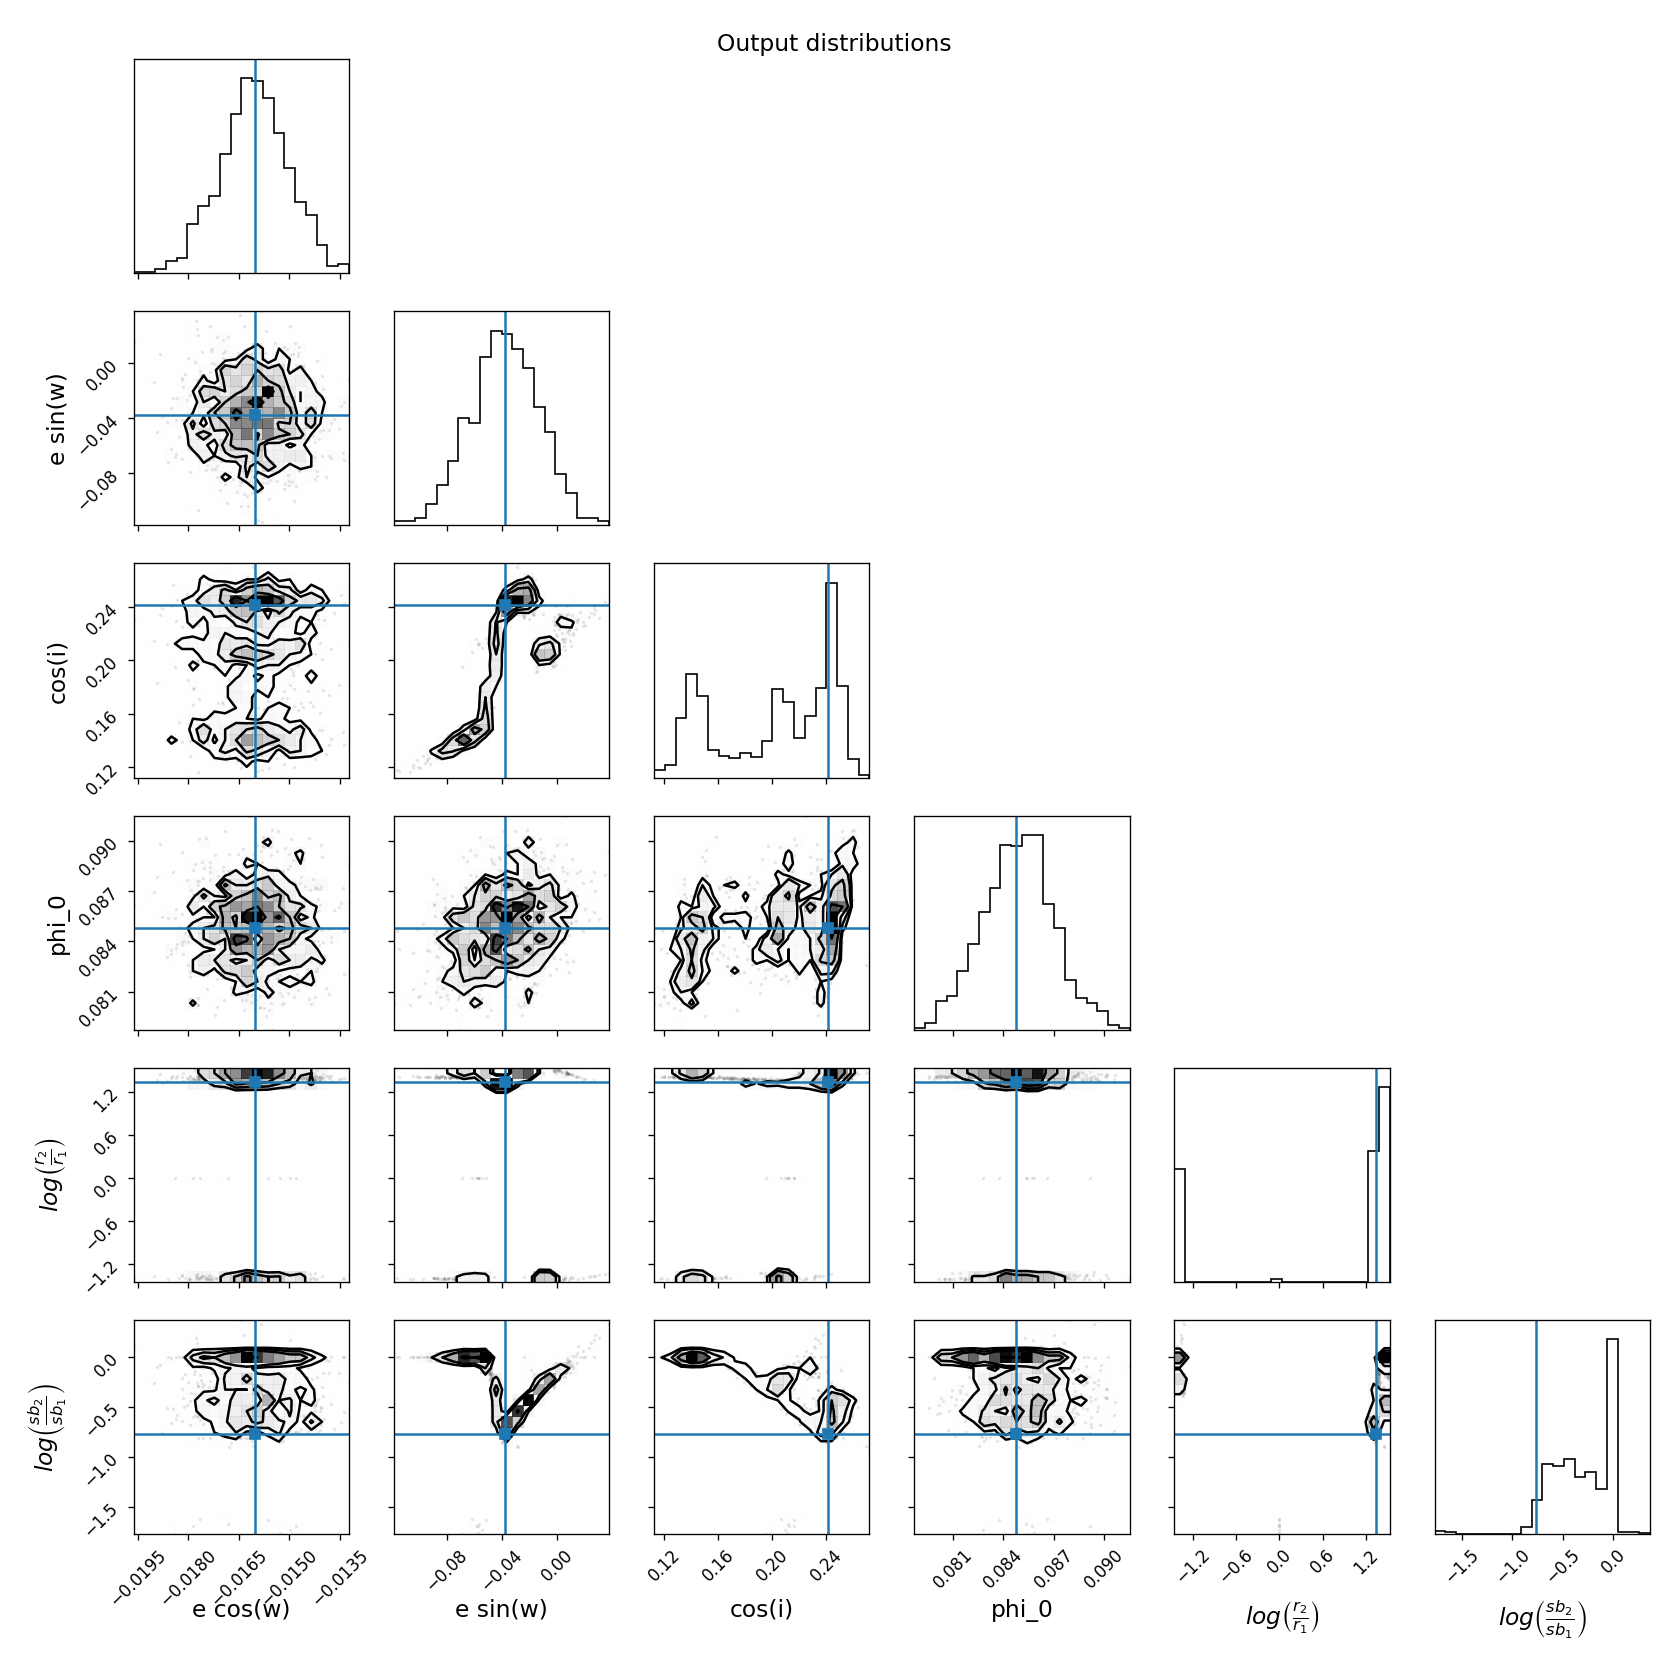 Output distributions
e sin(w)
0.00
−0.04
−0.08
cos(i)
0.24
0.20
0.16
0.12
phi_0
0.090
0.087
0.084
0.081
log(r₂/r₁)
1.2
0.6
0.0
−0.6
−1.2
log(sb₂/sb₁)
0.0
−0.5
−1.0
−1.5
−0.0195 −0.0180 −0.0165 −0.0150 −0.0135
−0.08 −0.04 0.00
0.12 0.16 0.20 0.24
0.081 0.084 0.087 0.090
−1.2 −0.6 0.0 0.6 1.2
−1.5 −1.0 −0.5 0.0
e cos(w)
e sin(w)
cos(i)
phi_0
log(r₂/r₁)
log(sb₂/sb₁)